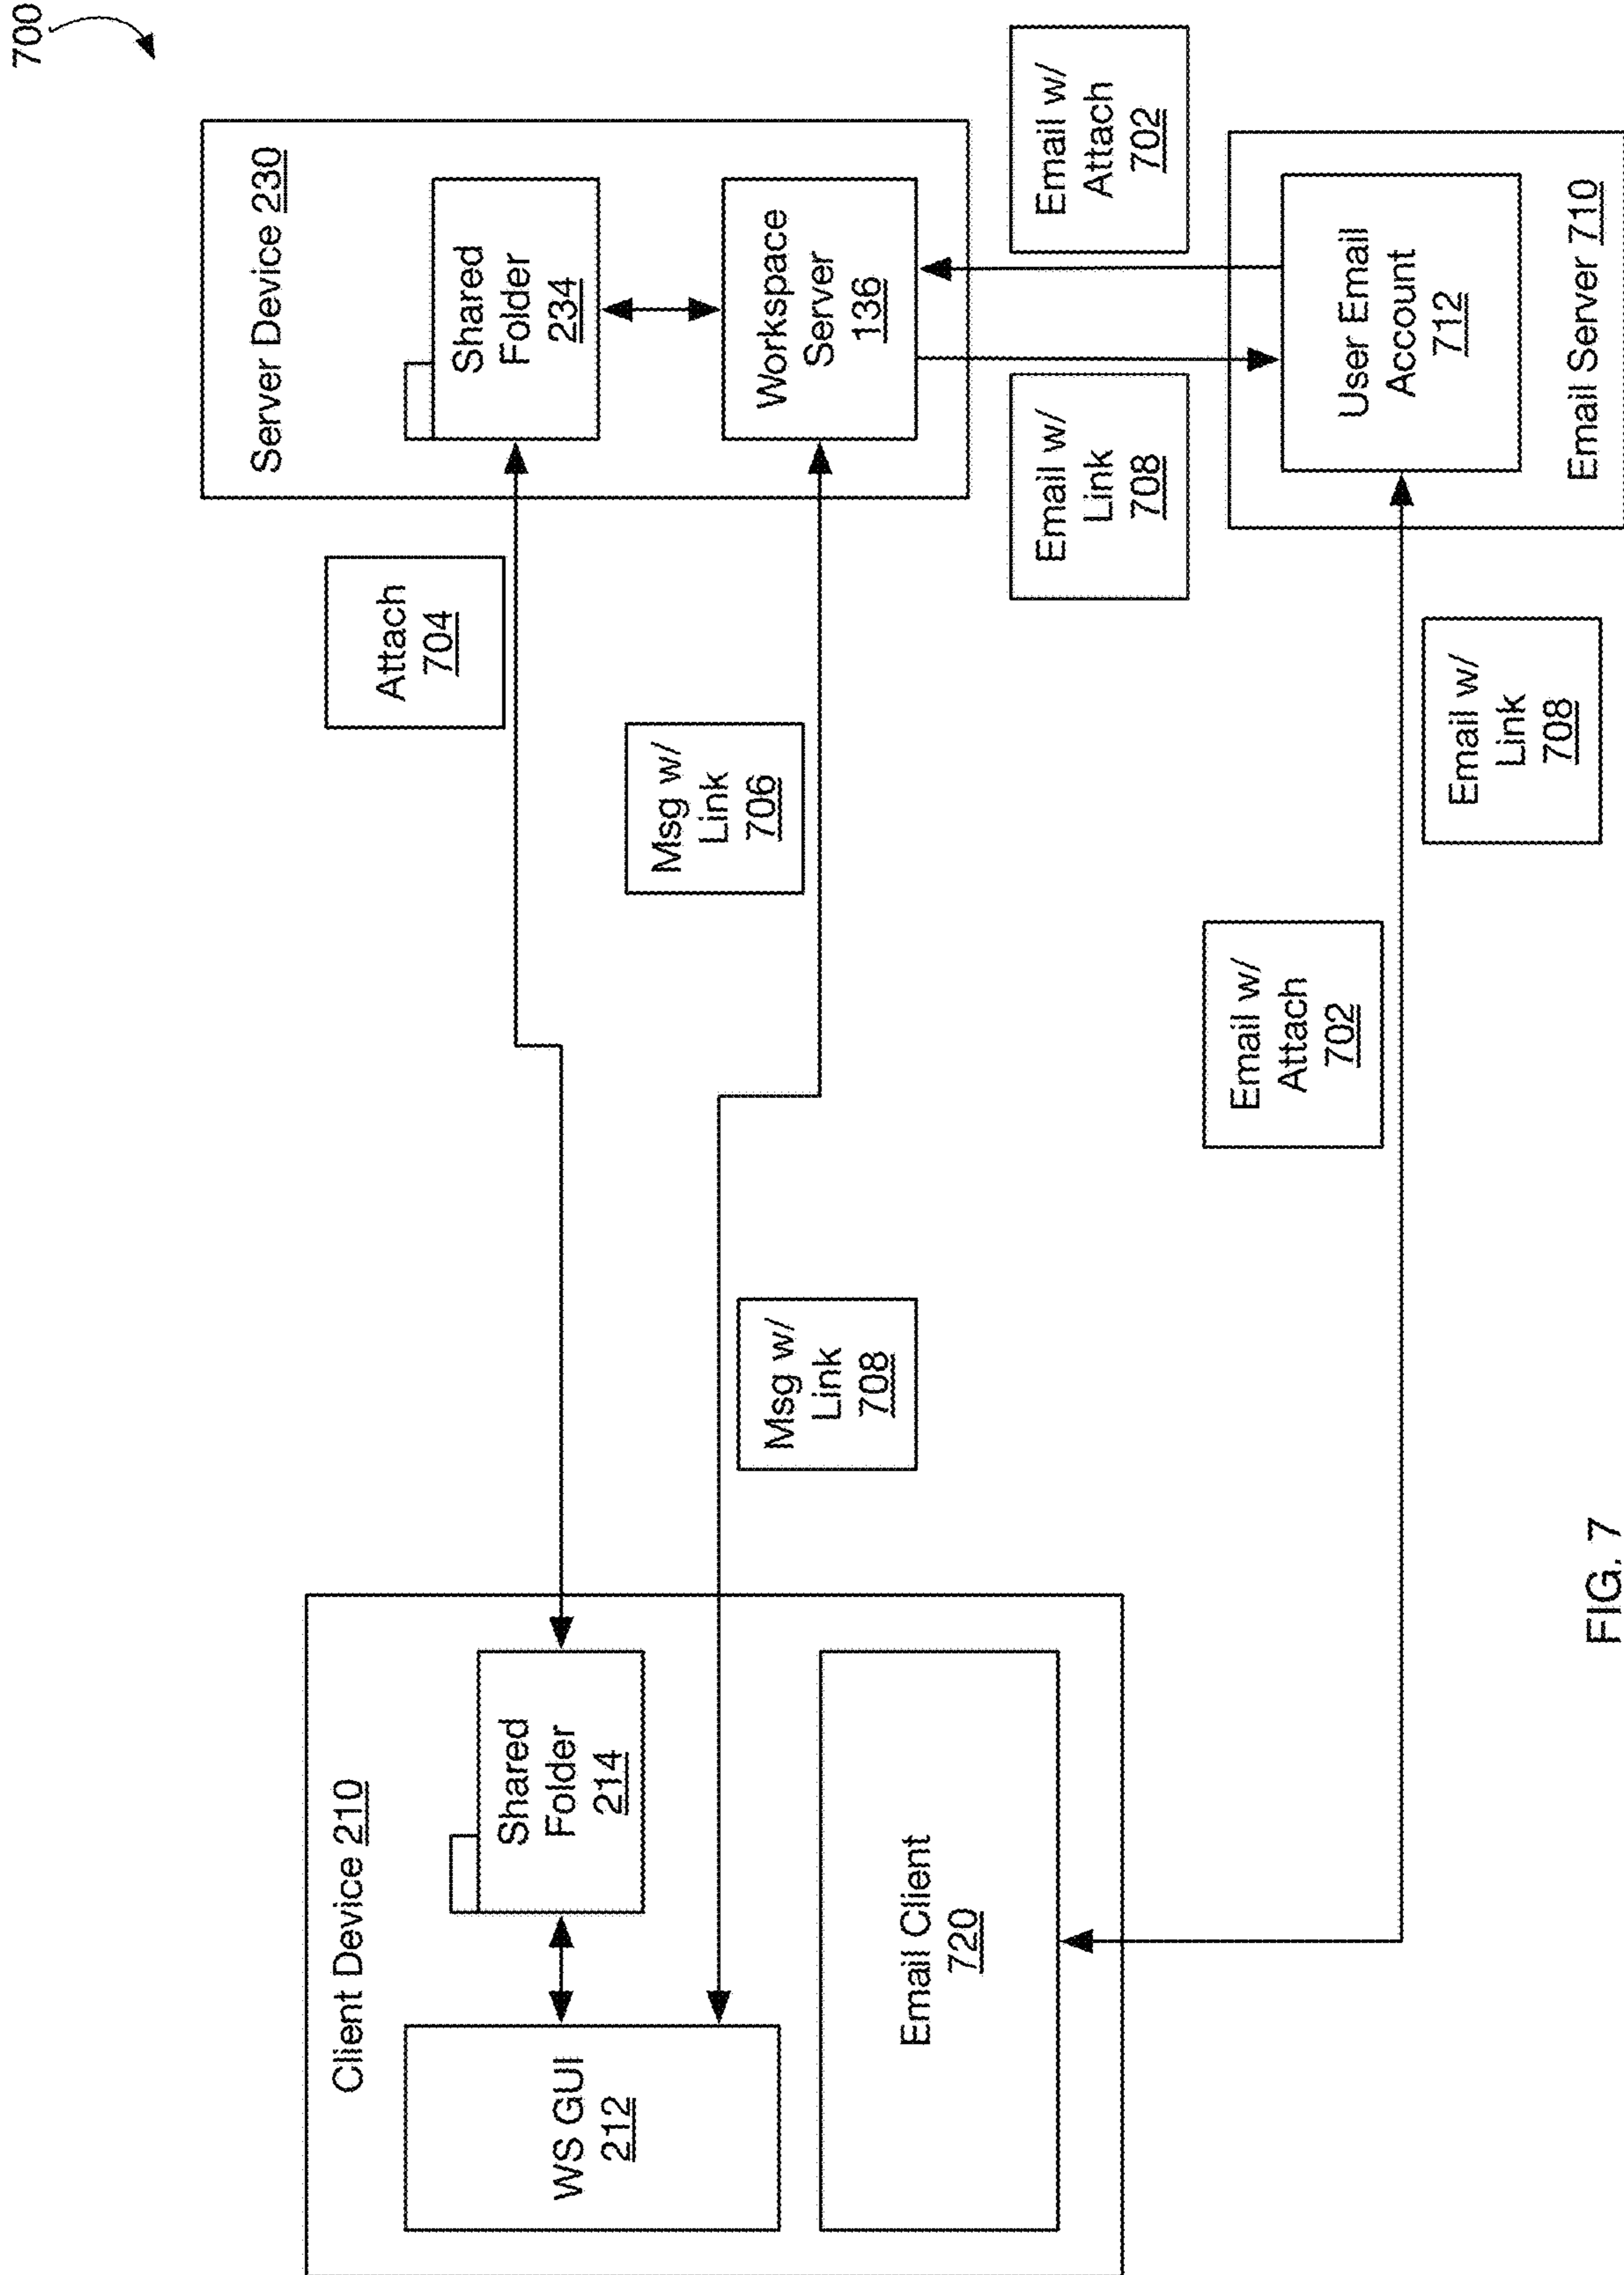 700
Client Device 210
WS GUI
212
Shared
Folder
214
Email Client
720
Attach
704
Msg w/
Link
706
Msg w/
Link
708
Server Device 230
Shared
Folder
234
Workspace
Server
136
Email w/
Link
708
Email w/
Attach
702
Email w/
Attach
702
Email w/
Link
708
User Email
Account
712
Email Server 710
FIG. 7